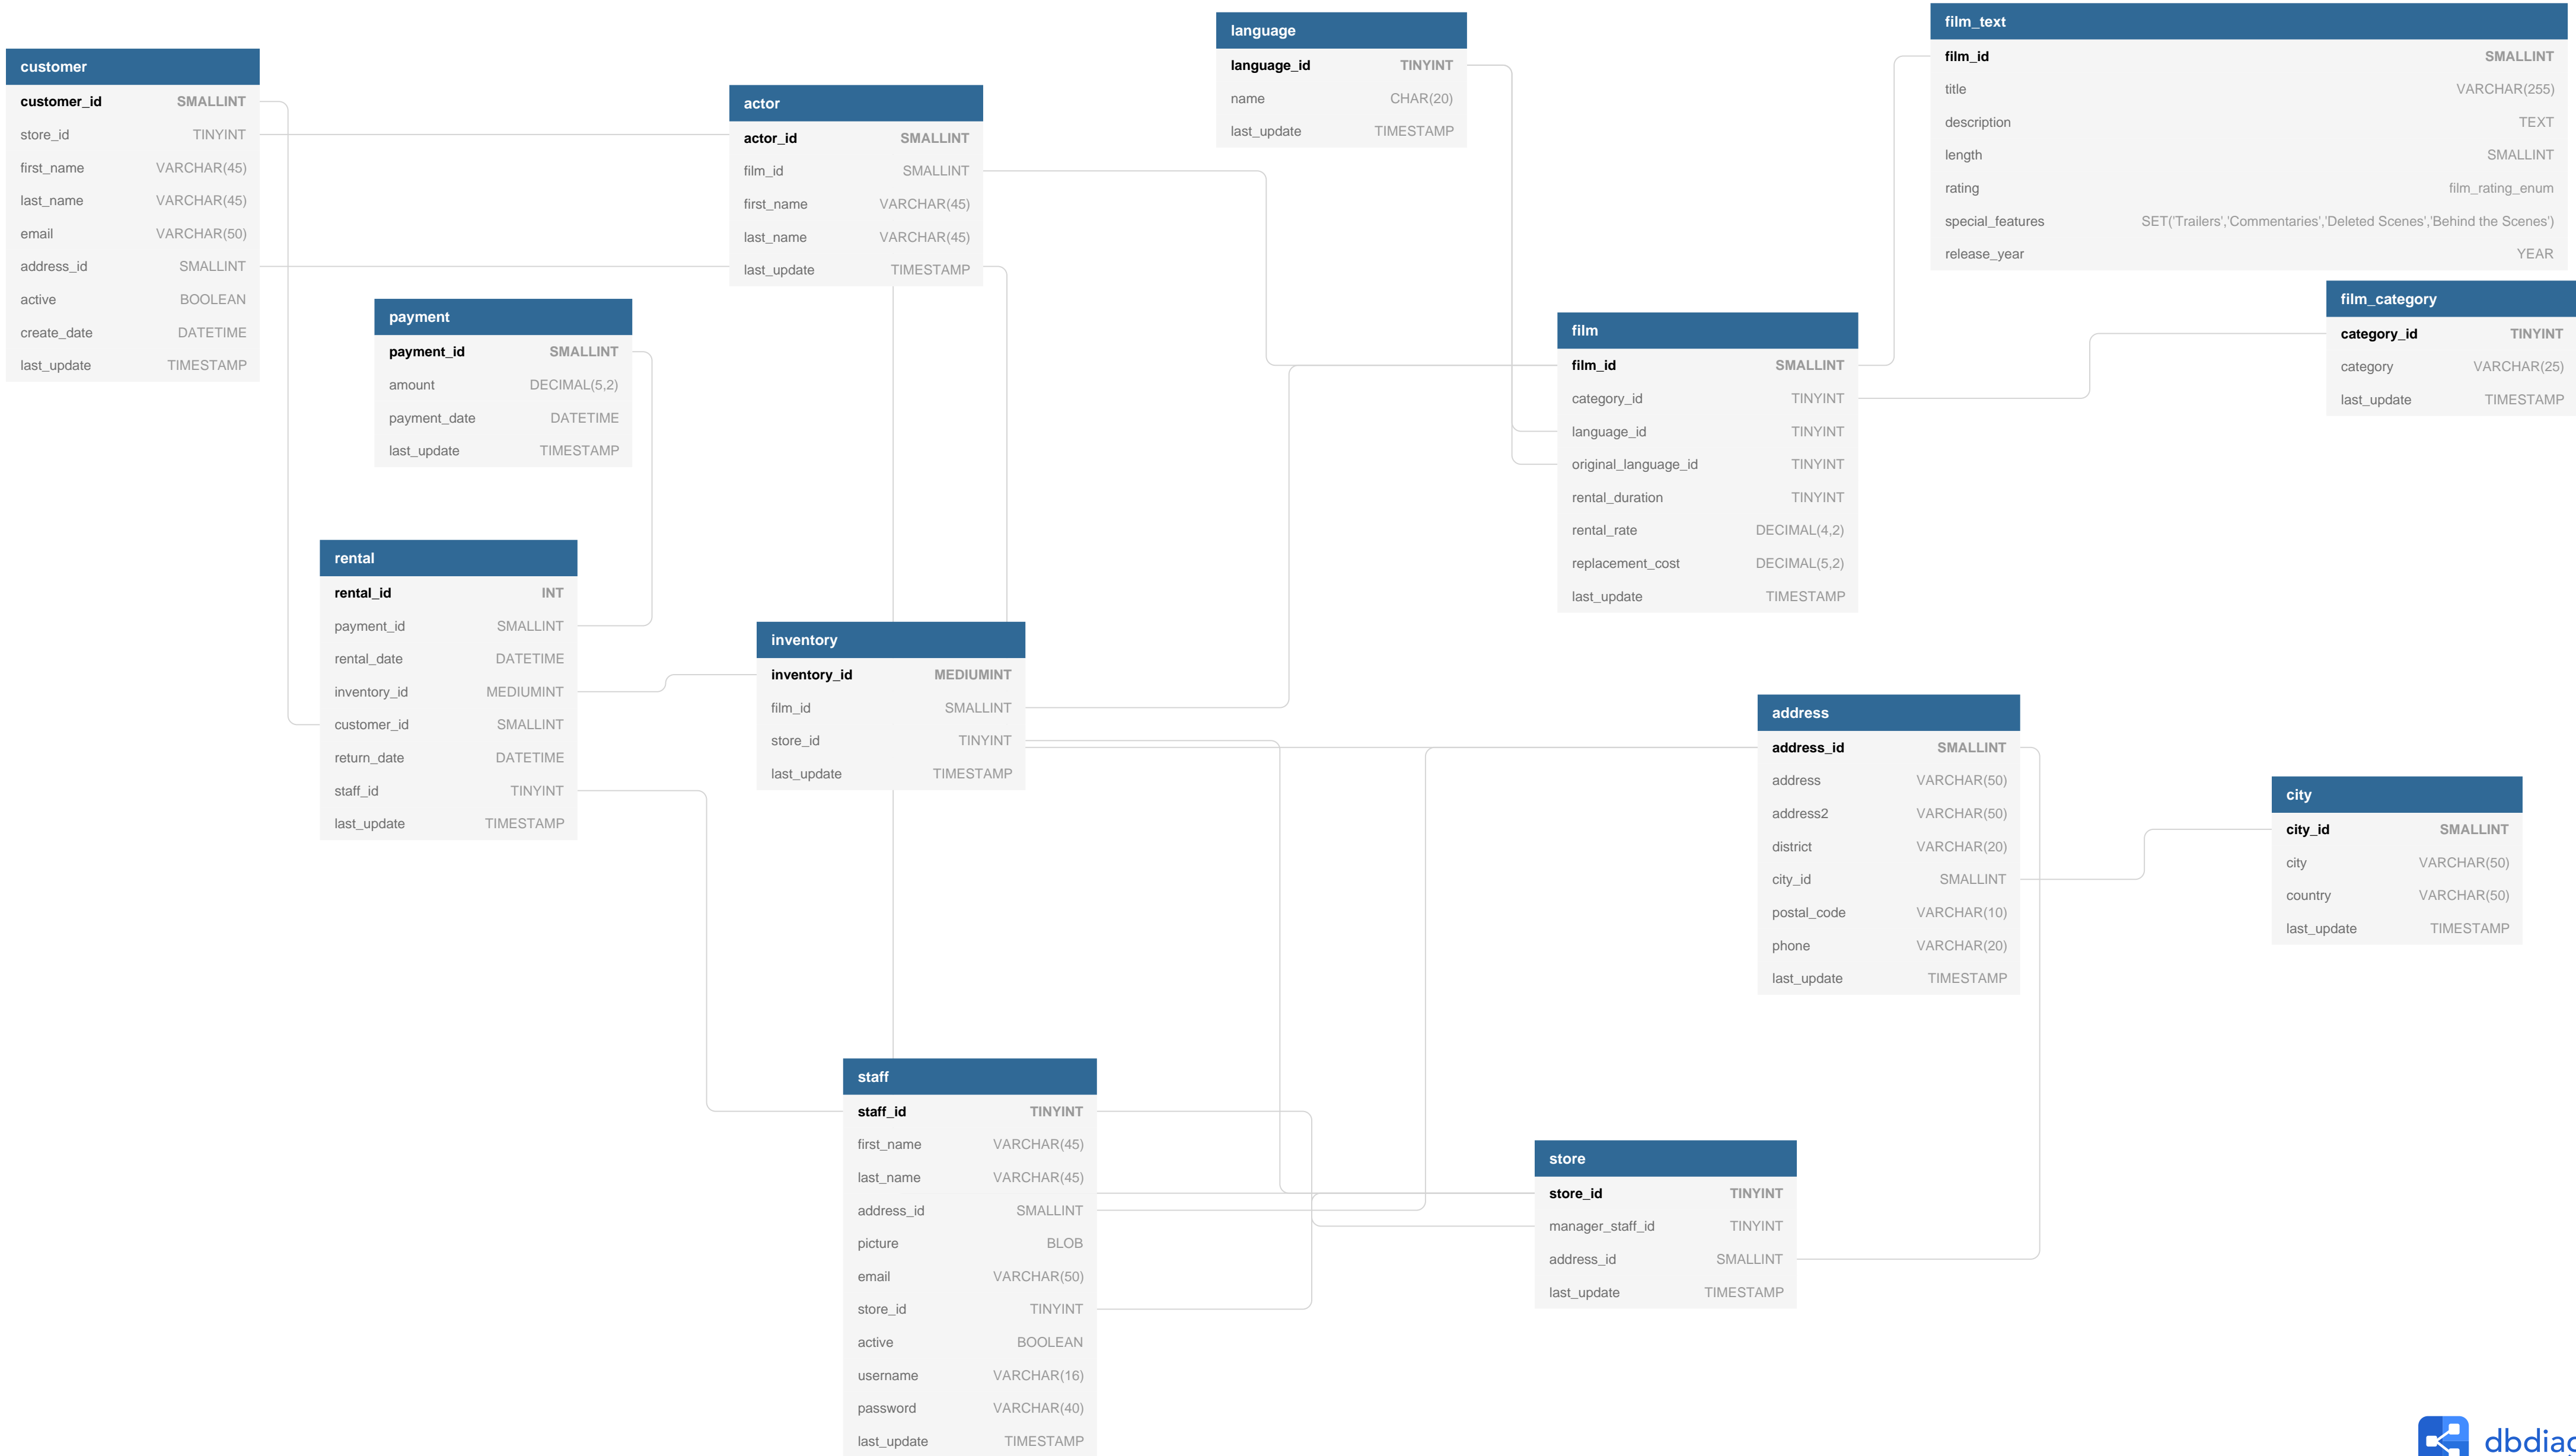 customer
customer_id SMALLINT
store_id TINYINT
first_name VARCHAR(45)
last_name VARCHAR(45)
email VARCHAR(50)
address_id SMALLINT
active BOOLEAN
create_date DATETIME
last_update TIMESTAMP
actor
actor_id SMALLINT
film_id SMALLINT
first_name VARCHAR(45)
last_name VARCHAR(45)
last_update TIMESTAMP
language
language_id TINYINT
name CHAR(20)
last_update TIMESTAMP
film_text
film_id SMALLINT
title VARCHAR(255)
description TEXT
length SMALLINT
rating film_rating_enum
special_features SET('Trailers','Commentaries','Deleted Scenes','Behind the Scenes')
release_year YEAR
film_category
category_id TINYINT
category VARCHAR(25)
last_update TIMESTAMP
payment
payment_id SMALLINT
amount DECIMAL(5,2)
payment_date DATETIME
last_update TIMESTAMP
film
film_id SMALLINT
category_id TINYINT
language_id TINYINT
original_language_id TINYINT
rental_duration TINYINT
rental_rate DECIMAL(4,2)
replacement_cost DECIMAL(5,2)
last_update TIMESTAMP
rental
rental_id INT
payment_id SMALLINT
rental_date DATETIME
inventory_id MEDIUMINT
customer_id SMALLINT
return_date DATETIME
staff_id TINYINT
last_update TIMESTAMP
inventory
inventory_id MEDIUMINT
film_id SMALLINT
store_id TINYINT
last_update TIMESTAMP
address
address_id SMALLINT
address VARCHAR(50)
address2 VARCHAR(50)
district VARCHAR(20)
city_id SMALLINT
postal_code VARCHAR(10)
phone VARCHAR(20)
last_update TIMESTAMP
city
city_id SMALLINT
city VARCHAR(50)
country VARCHAR(50)
last_update TIMESTAMP
staff
staff_id TINYINT
first_name VARCHAR(45)
last_name VARCHAR(45)
address_id SMALLINT
picture BLOB
email VARCHAR(50)
store_id TINYINT
active BOOLEAN
username VARCHAR(16)
password VARCHAR(40)
last_update TIMESTAMP
store
store_id TINYINT
manager_staff_id TINYINT
address_id SMALLINT
last_update TIMESTAMP